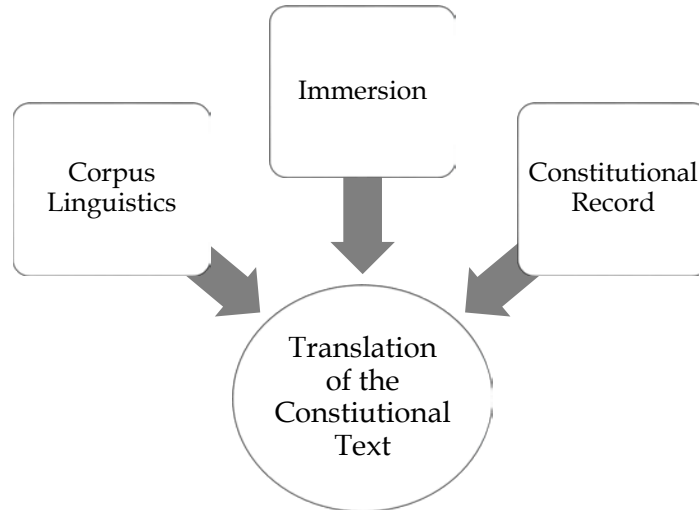 Immersion
Corpus
Linguistics
Constitutional
Record
Translation
of the
Constiutional
Text